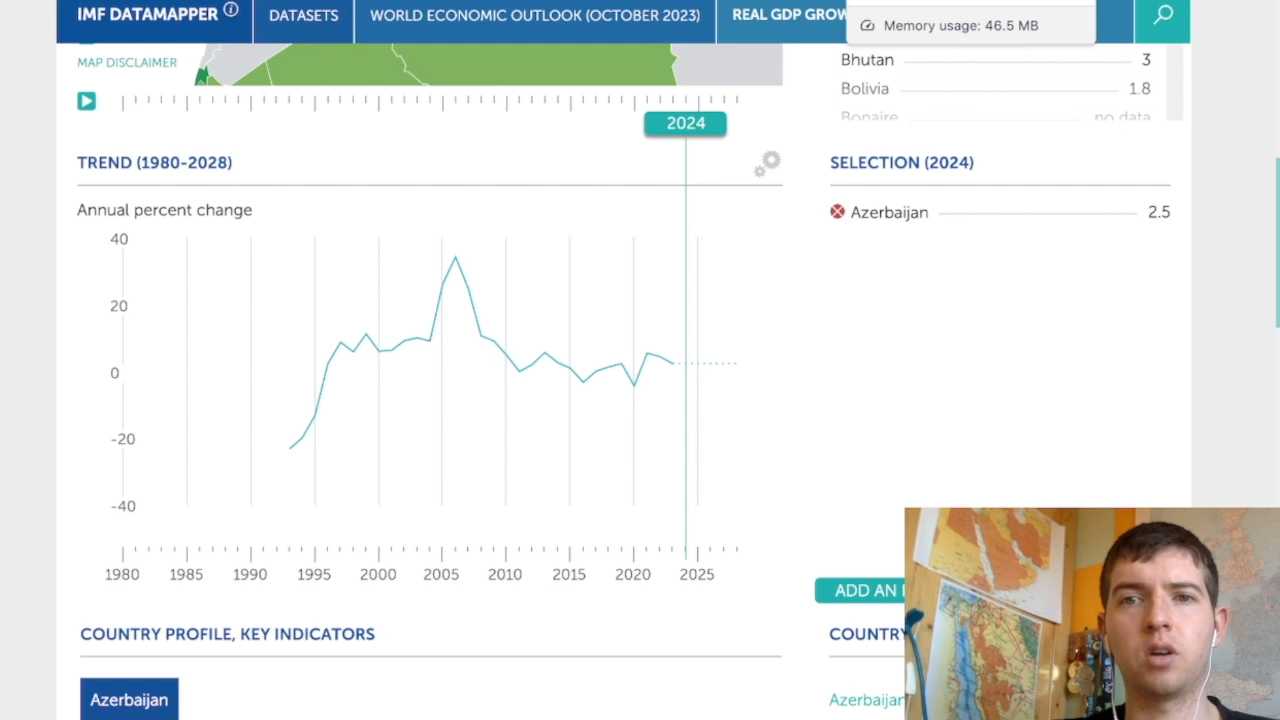 IMF DATAMAPPER
DATASETS
WORLD ECONOMIC OUTLOOK (OCTOBER 2023)
REAL GDP GROW
Memory usage: 46.5 MB
MAP DISCLAIMER
Bhutan 3
Bolivia 1.8
Bonaire no data
2024
TREND (1980-2028)
Annual percent change
40
20
0
-20
-40
1980 1985 1990 1995 2000 2005 2010 2015 2020 2025
SELECTION (2024)
Azerbaijan 2.5
ADD AN
COUNTRY PROFILE, KEY INDICATORS
Azerbaijan
COUNTRY
Azerbaijan